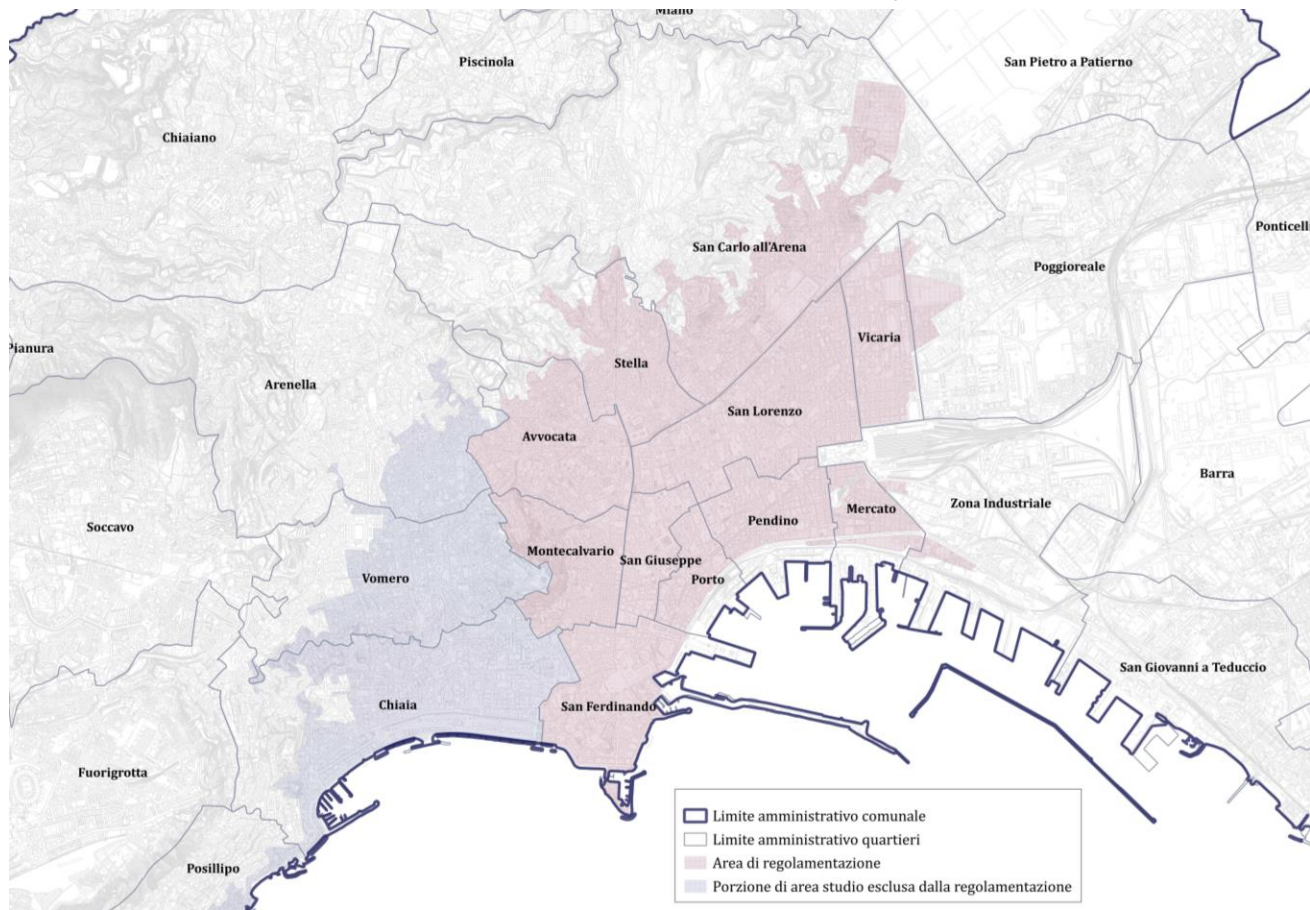 Miano
Piscinola
San Pietro a Patierno
Chiaiano
Ponticelli
San Carlo all'Arena
Poggioreale
Vicaria
Pianura
Stella
Arenella
San Lorenzo
Avvocata
Barra
Zona Industriale
Mercato
Pendino
Soccavo
Montecalvario
San Giuseppe
Porto
Vomero
San Giovanni a Teduccio
Chiaia
San Ferdinando
Fuorigrotta
Posillipo
Limite amministrativo comunale
Limite amministrativo quartieri
Area di regolamentazione
Porzione di area studio esclusa dalla regolamentazione